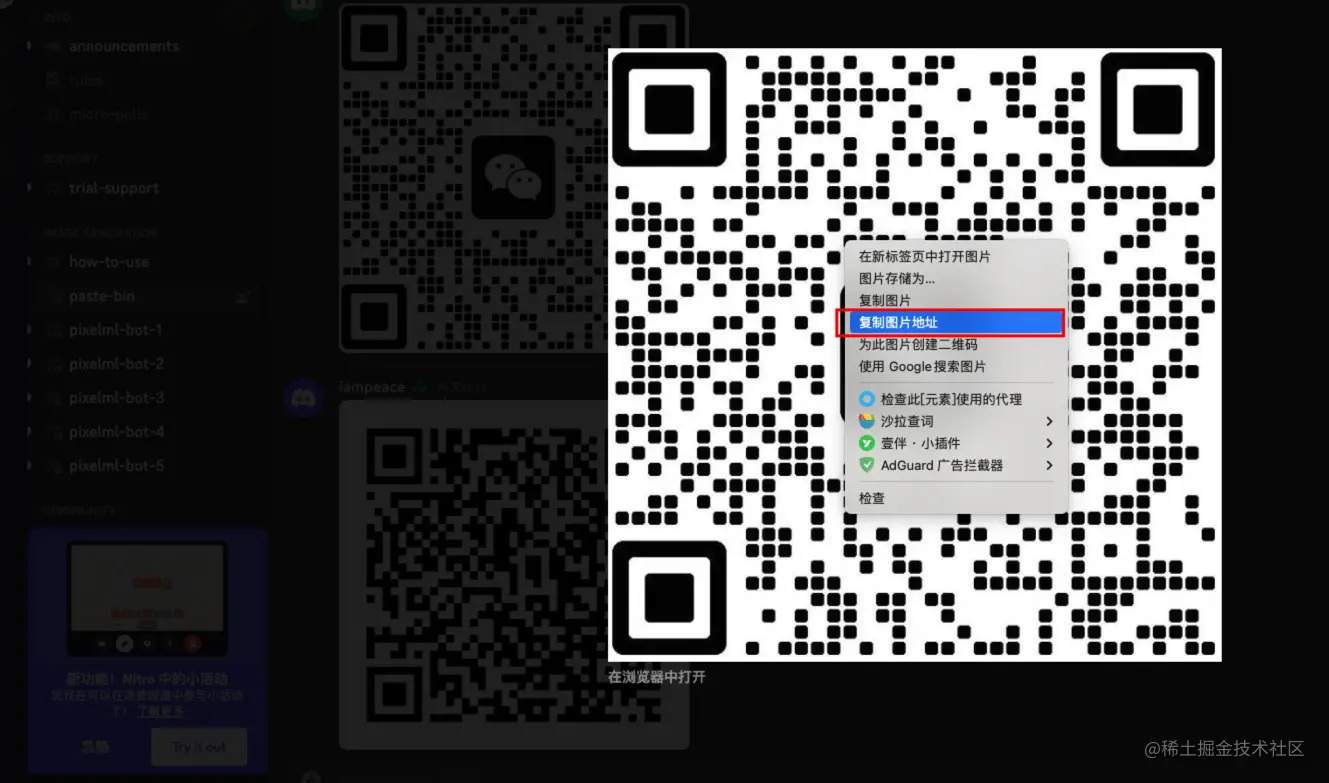 INFO
announcements
rules
micro-polls
SUPPORT
trial-support
IMAGE GENERATION
how-to-use
paste-bin
pixelml-bot-1
pixelml-bot-2
pixelml-bot-3
pixelml-bot-4
pixelml-bot-5
COMMUNITY
新功能！Nitro 中的小活动
您现在可以在语音频道中参与小活动
了！了解更多
忽略
Try it out
iampeace
在新标签页中打开图片
图片存储为...
复制图片
复制图片地址
为此图片创建二维码
使用 Google搜索图片
检查此[元素]使用的代理
沙拉查词
壹伴 · 小插件
AdGuard 广告拦截器
检查
在浏览器中打开
@稀土掘金技术社区